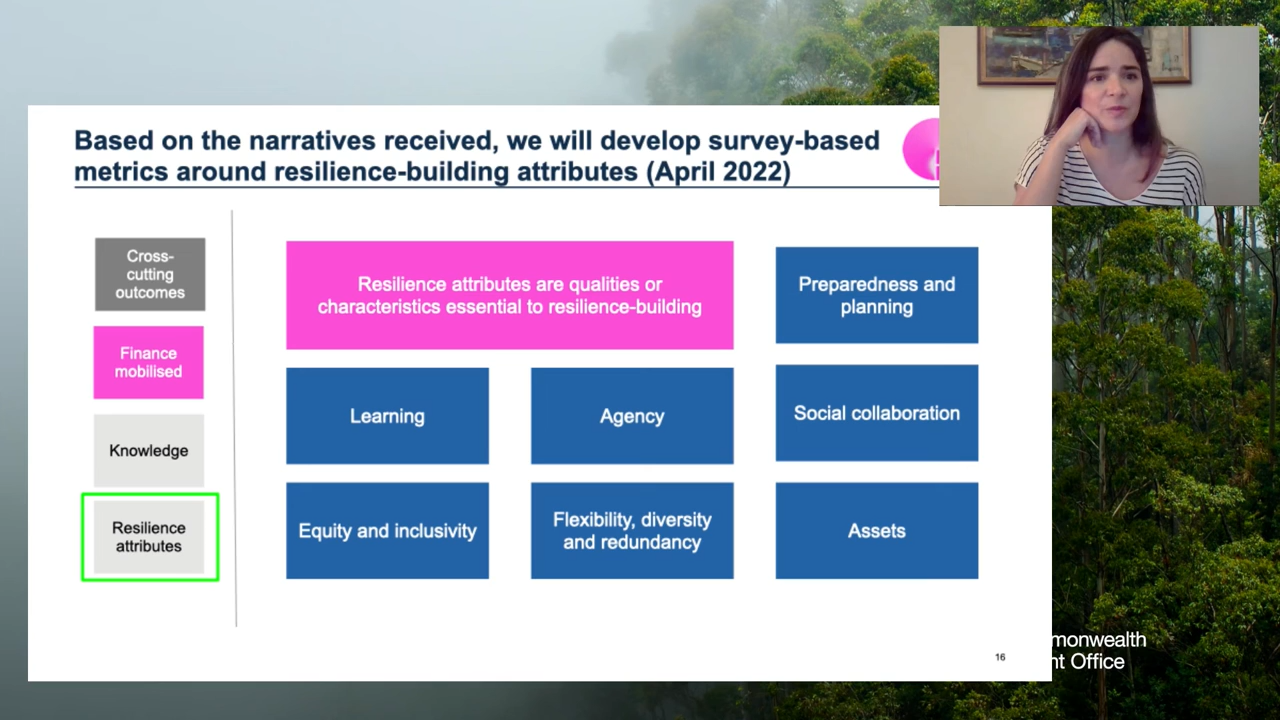 Based on the narratives received, we will develop survey-based
metrics around resilience-building attributes (April 2022)
Cross-
cutting
outcomes
Finance
mobilised
Knowledge
Resilience
attributes
Resilience attributes are qualities or
characteristics essential to resilience-building
Preparedness and
planning
Learning
Agency
Social collaboration
Equity and inclusivity
Flexibility, diversity
and redundancy
Assets
16
monwealth
nt Office